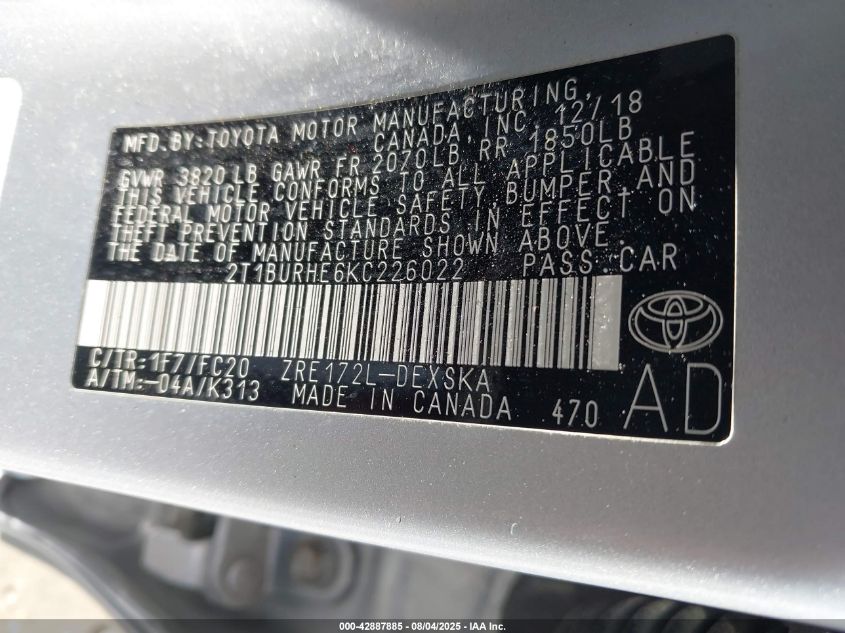 MFD. BY: TOYOTA MOTOR MANUFACTURING,
CANADA, INC. 12/18
GVWR 3820 LB GAWR FR 2070LB RR 1850LB
THIS VEHICLE CONFORMS TO ALL APPLICABLE
FEDERAL MOTOR VEHICLE SAFETY, BUMPER, AND
THEFT PREVENTION STANDARDS IN EFFECT ON
THE DATE OF MANUFACTURE SHOWN ABOVE.
2T1BURHE6KC226022 PASS.CAR
C/TR:1F7/FC20 ZRE172L-DEXSKA
A/TM:-04A/K313 MADE IN CANADA 470 AD
000-42887885 - 08/04/2025 - IAA Inc.